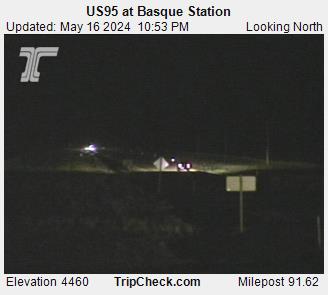 US95 at Basque Station
Updated: May 16 2024 10:53 PM Looking North
Elevation 4460 TripCheck.com Milepost 91.62